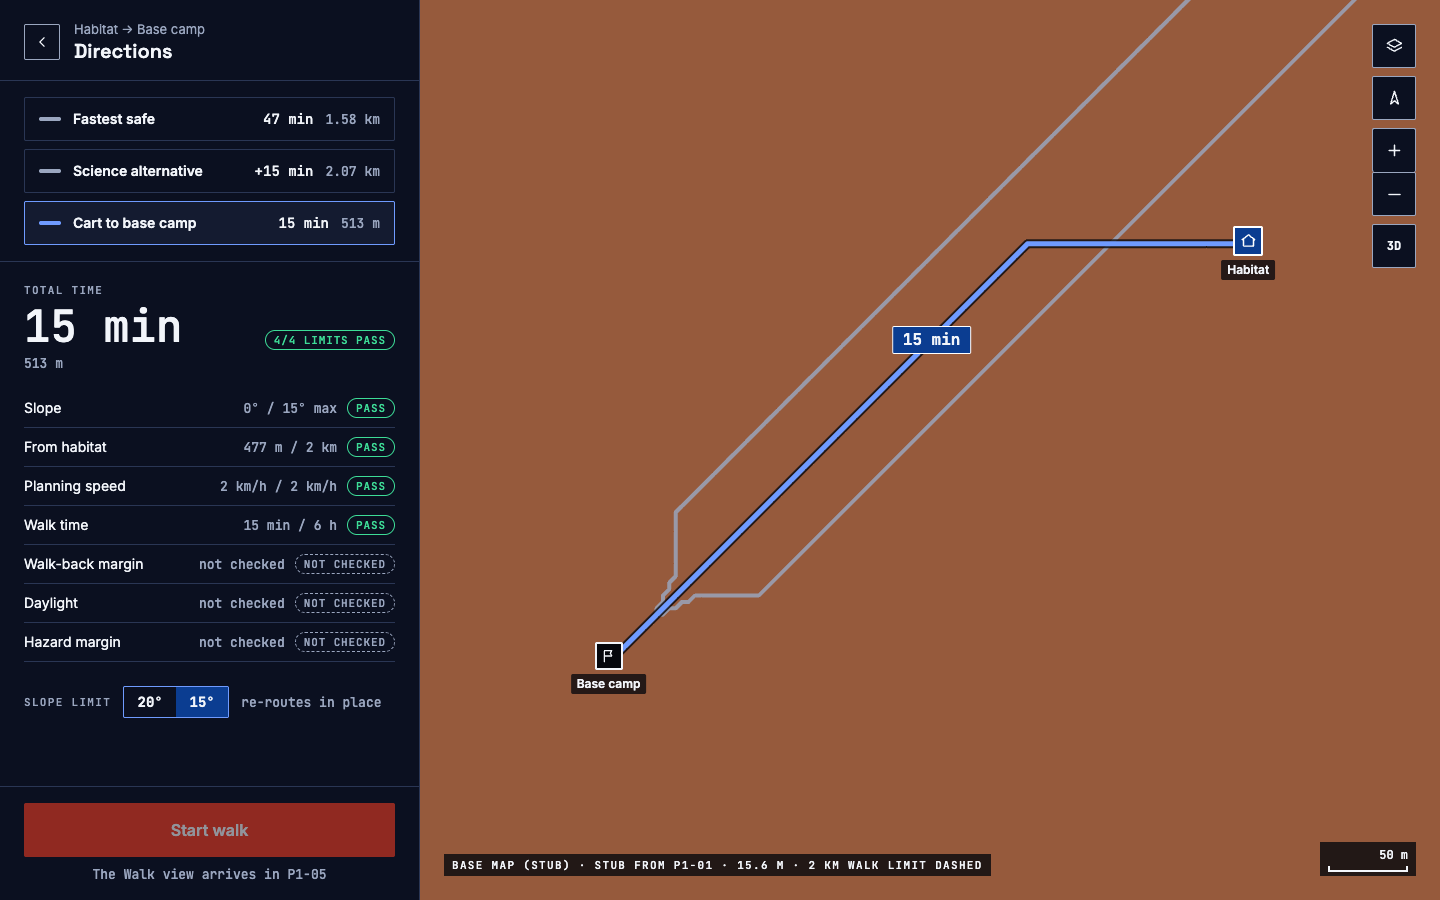 Habitat → Base camp
Directions
Fastest safe 47 min 1.58 km
Science alternative +15 min 2.07 km
Cart to base camp 15 min 513 m
TOTAL TIME
15 min
4/4 LIMITS PASS
513 m
Slope 0° / 15° max PASS
From habitat 477 m / 2 km PASS
Planning speed 2 km/h / 2 km/h PASS
Walk time 15 min / 6 h PASS
Walk-back margin not checked NOT CHECKED
Daylight not checked NOT CHECKED
Hazard margin not checked NOT CHECKED
SLOPE LIMIT 20° 15° re-routes in place
Start walk
The Walk view arrives in P1-05
3D
Habitat
15 min
Base camp
BASE MAP (STUB) · STUB FROM P1-01 · 15.6 M · 2 KM WALK LIMIT DASHED
50 m